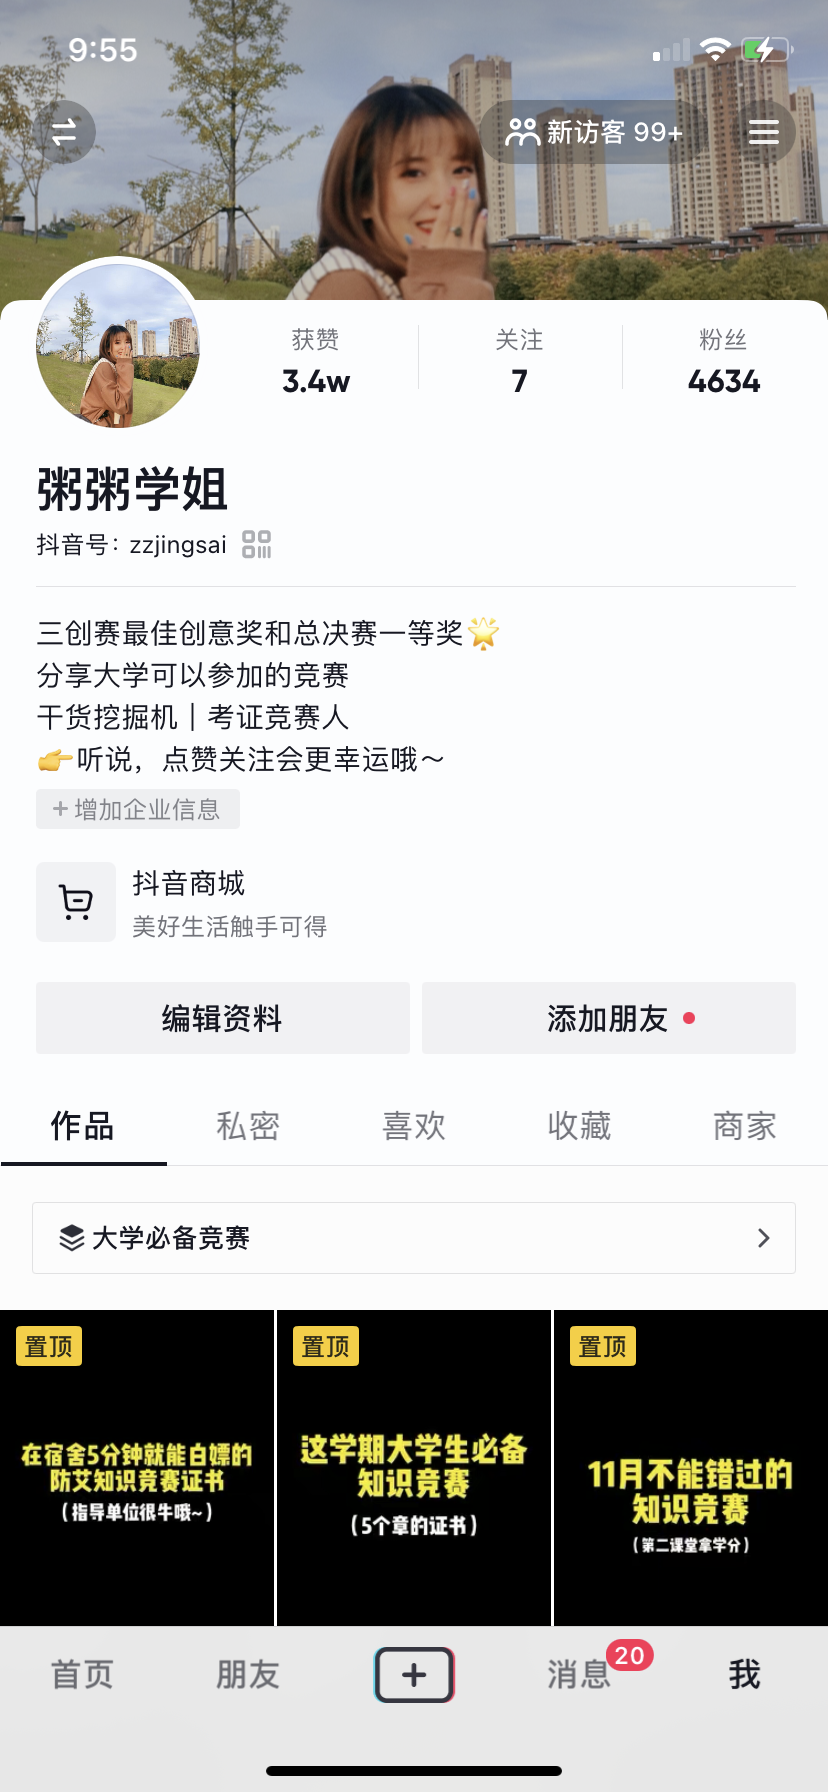 9:55
新访客 99+
获赞
3.4w
关注
7
粉丝
4634
粥粥学姐
抖音号：zzjingsai
三创赛最佳创意奖和总决赛一等奖🌟
分享大学可以参加的竞赛
干货挖掘机｜考证竞赛人
👉听说，点赞关注会更幸运哦～
+ 增加企业信息
抖音商城
美好生活触手可得
编辑资料
添加朋友
作品 私密 喜欢 收藏 商家
大学必备竞赛
置顶
在宿舍5分钟就能白嫖的
防艾知识竞赛证书
（指导单位很牛哦~）
置顶
这学期大学生必备
知识竞赛
（5个章的证书）
置顶
11月不能错过的
知识竞赛
（第二课堂拿学分）
首页 朋友 消息 20 我